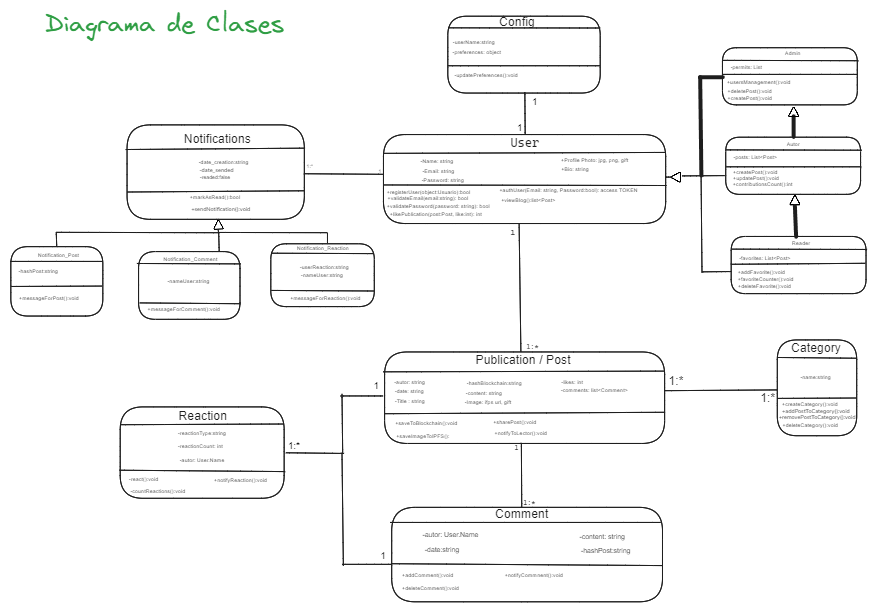 Diagrama de Clases
Config
-userName:string
-preferences: object
-updatePreferences():void
1
1
Admin
-permits: List
+usersManagement():void
+deletePost():void
+createPost():void
User
-Name: string
-Email: string
-Password: string
+Profile Photo: jpg, png, gift
+Bio: string
+registerUser(object:Usuario): bool
+validateEmail(email:string): bool
+validatePassword(password: string): bool
+likePublication(post:Post, like:int): int
+authUser(Email: string, Password:bool): access TOKEN
+viewBlog():list<Post>
Notifications
-date_creation:string
-date_sended
-readed:false
+markAsRead():bool
+sendNotification():void
1:*
Autor
-posts: List<Post>
+createPost():void
+updatePost():void
+contributionsCount():int
Notification_Post
-hashPost:string
+messageForPost():void
Notification_Comment
-nameUser:string
+messageForComment():void
Notification_Reaction
-userReaction:string
-nameUser:string
+messageForReaction():void
Reader
-favorites: List<Post>
+addFavorite():void
+favoriteCounter():void
+deleteFavorite():void
1
1:*
Publication / Post
-autor: string
-date: string
-Title : string
-hashBlockchain:string
-content: string
-image: ifps url, gift
-likes: int
-comments: list<Comment>
+saveToBlockchain():void
+saveImageToIPFS():
+sharePost():void
+notifyToLector():void
1:*
1:*
Category
-name:string
+createCategory():void
+addPostToCategory():void
+removePostToCategory():void
+deleteCategory():void
Reaction
-reactionType:string
-reactionCount: int
-autor: User.Name
-react():void
-countReactions():void
+notifyReaction():void
1:*
1
1
1
1:*
Comment
-autor: User.Name
-date:string
-content: string
-hashPost:string
+addComment():void
+deleteComment():void
+notifyComment():void